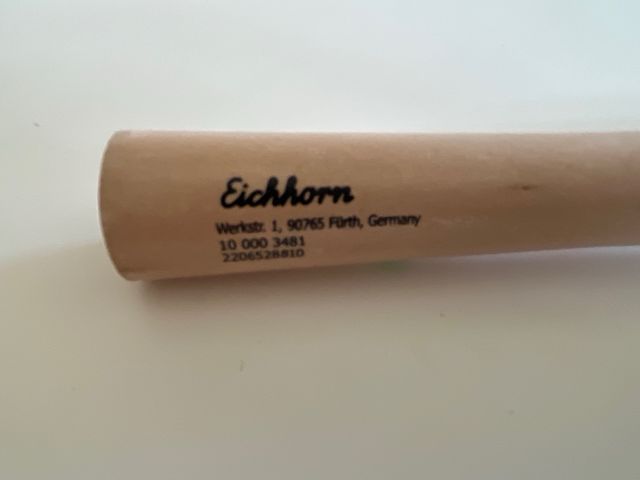 Eichhorn
Werkstr. 1, 90765 Fürth, Germany
10 000 3481
2206528810